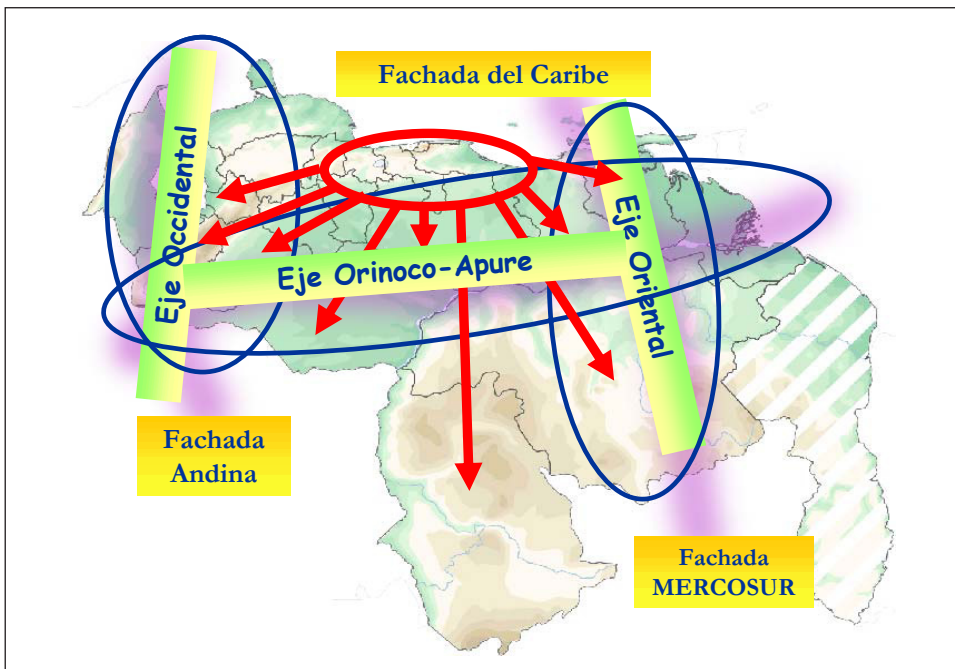 Fachada del Caribe
Eje Occidental
Eje Orinoco-Apure
Eje Oriental
Fachada
Andina
Fachada
MERCOSUR